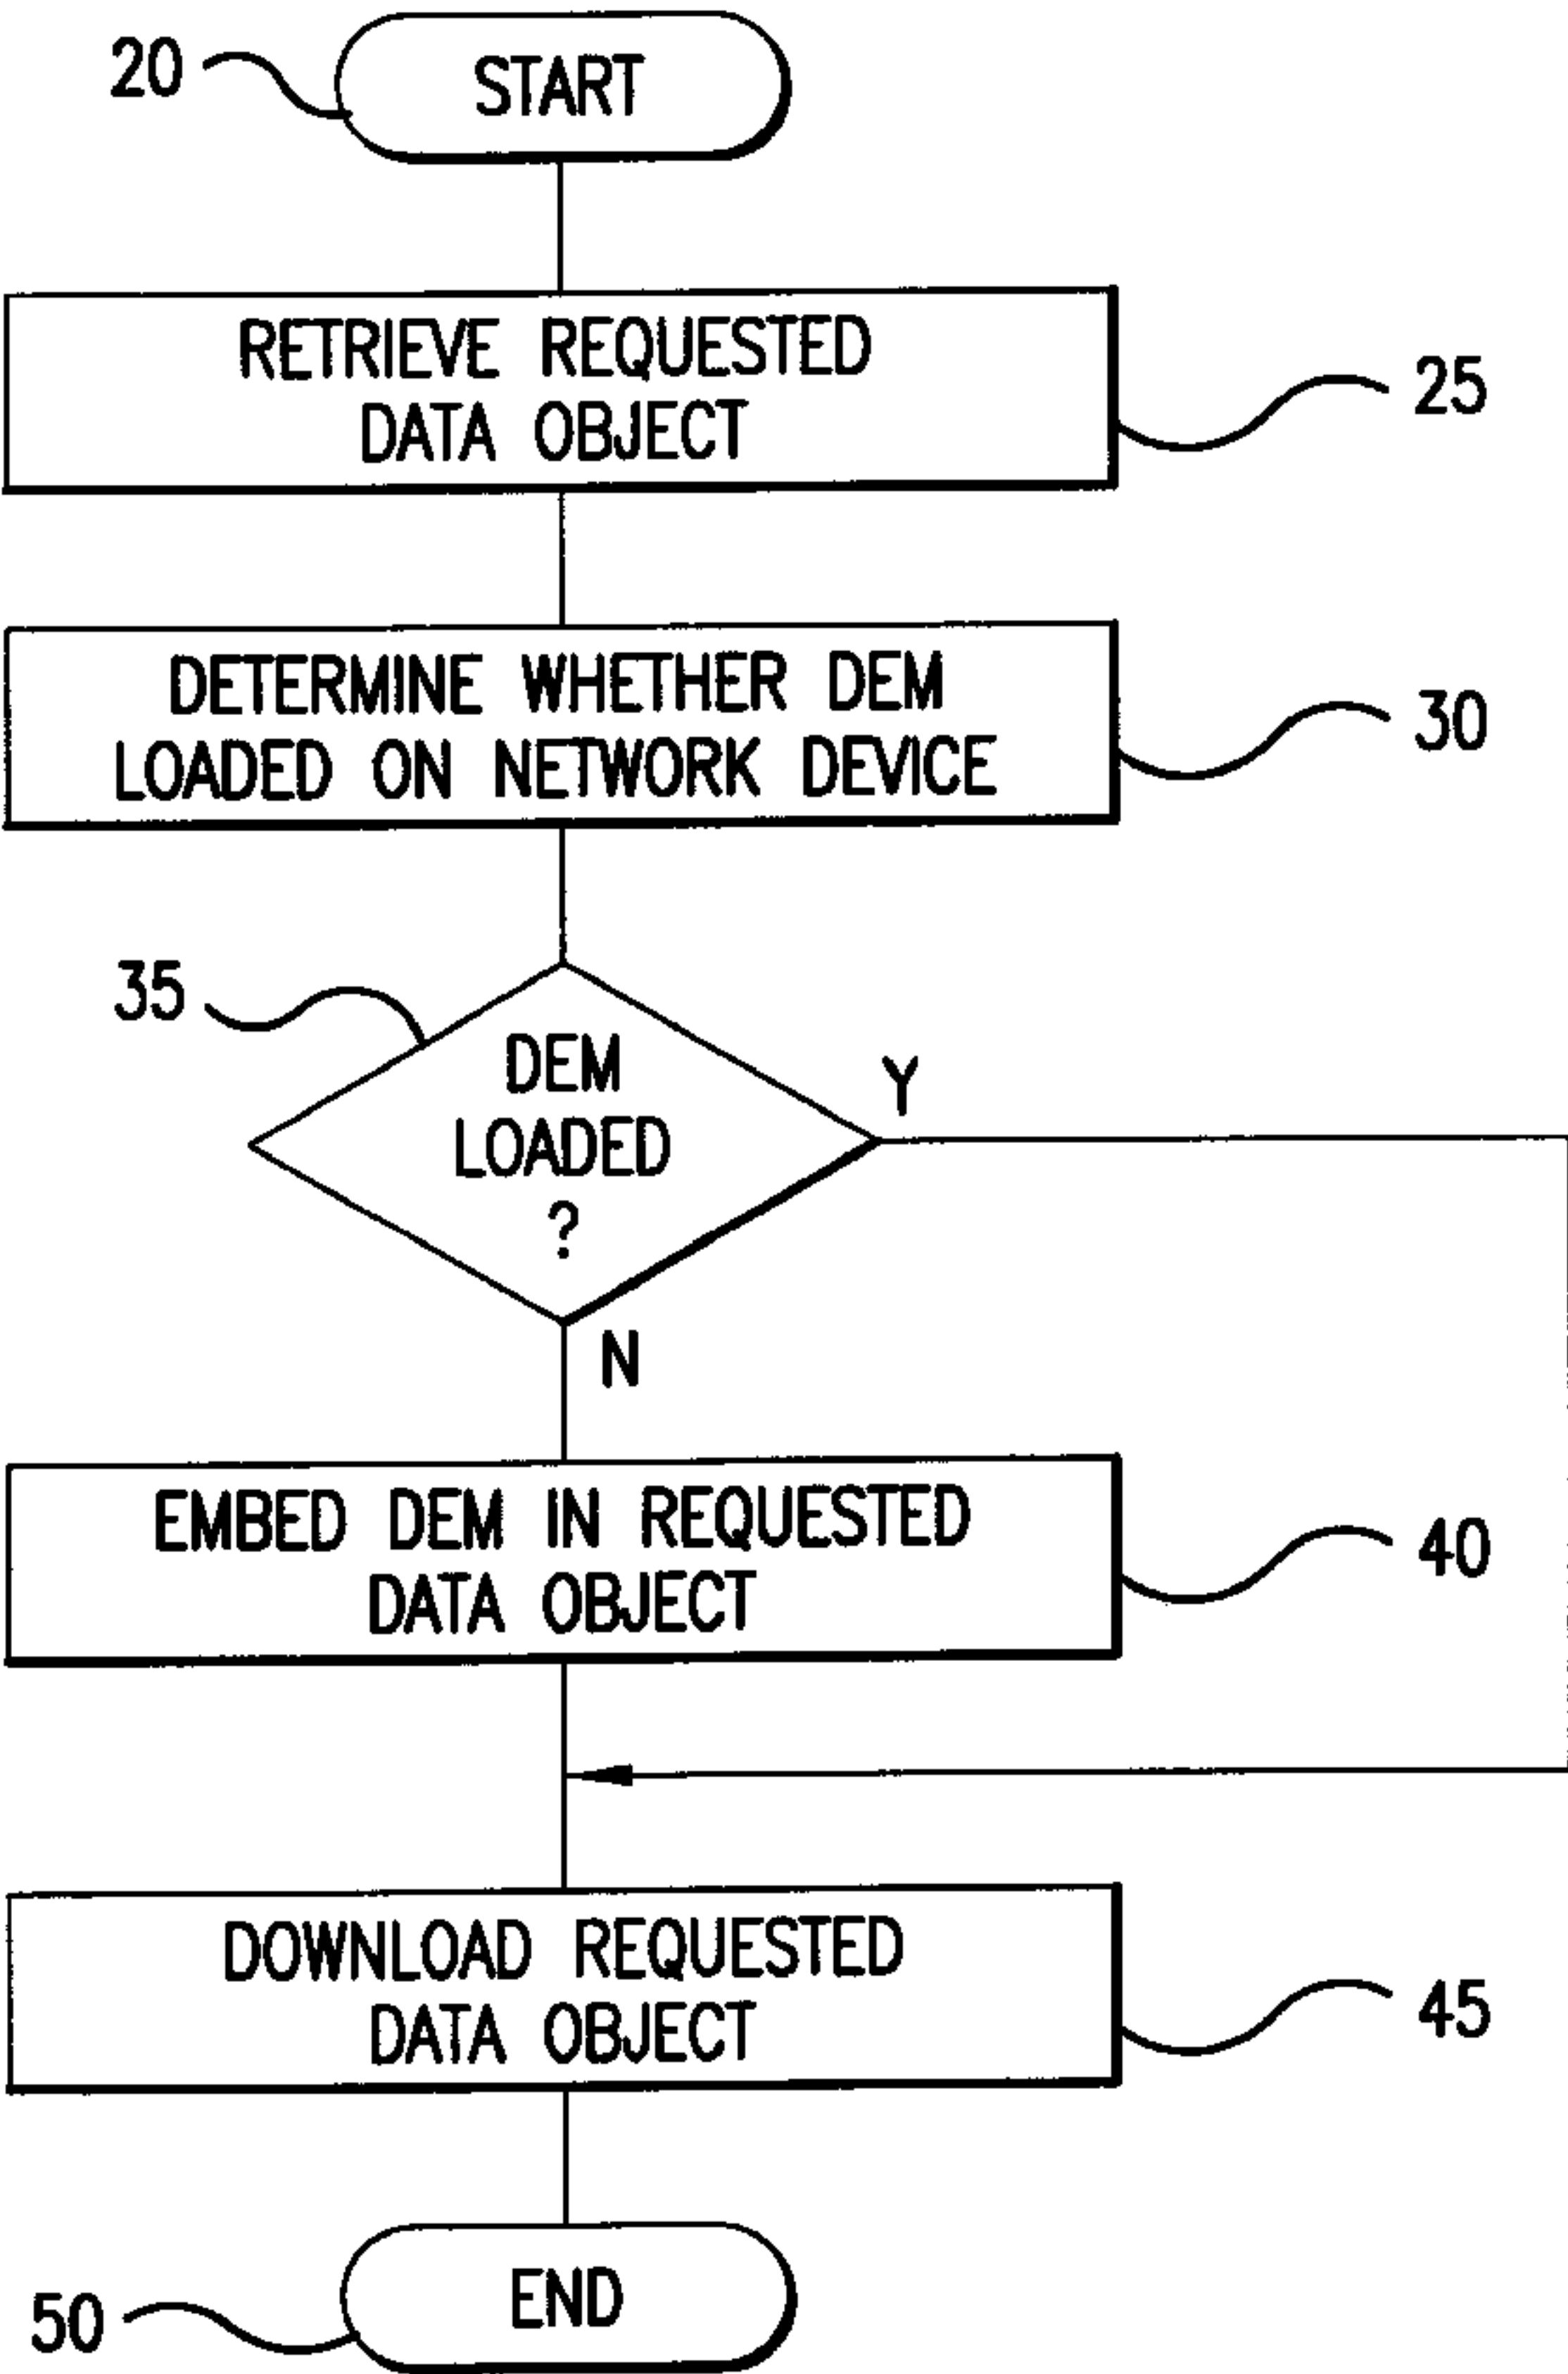 20
START
RETRIEVE REQUESTED
DATA OBJECT
25
DETERMINE WHETHER DEM
LOADED ON NETWORK DEVICE
30
35
DEM
LOADED
?
Y
N
EMBED DEM IN REQUESTED
DATA OBJECT
40
DOWNLOAD REQUESTED
DATA OBJECT
45
END
50